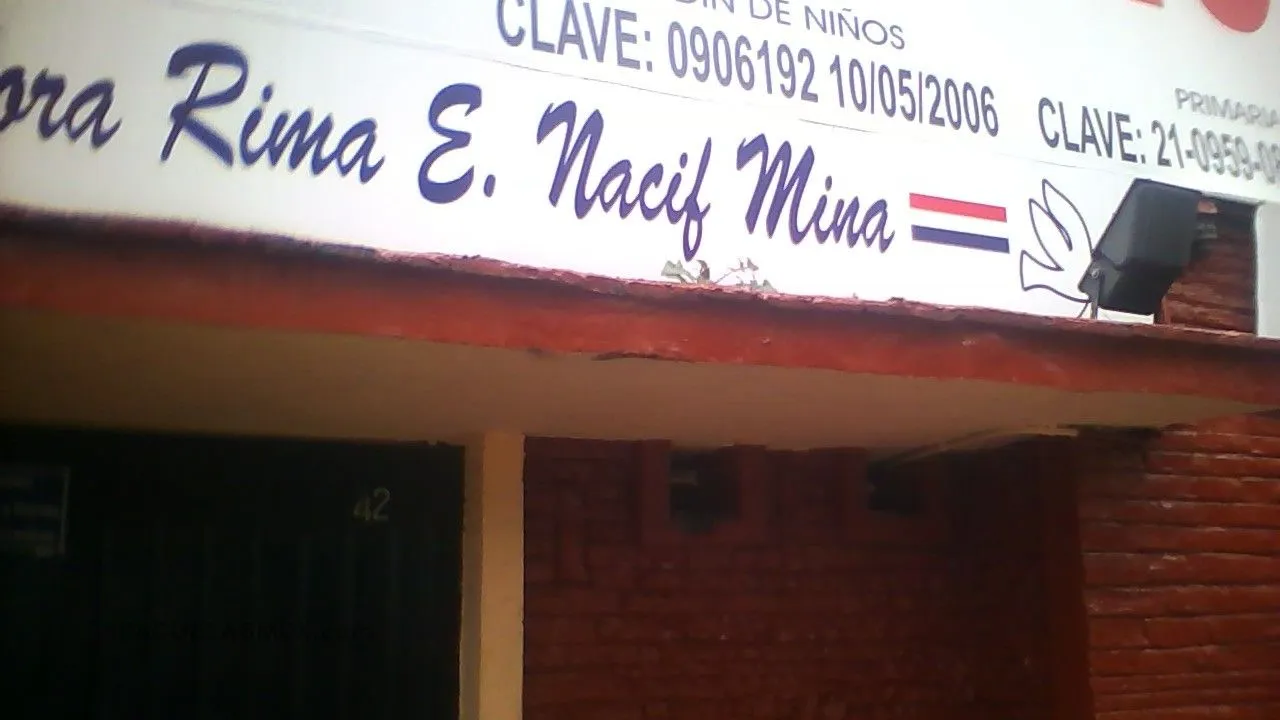 DE NIÑOS
CLAVE: 0906192 10/05/2006
PRIMARIA
CLAVE: 21-0959-0
ora Rima E. Nacif Mina
42